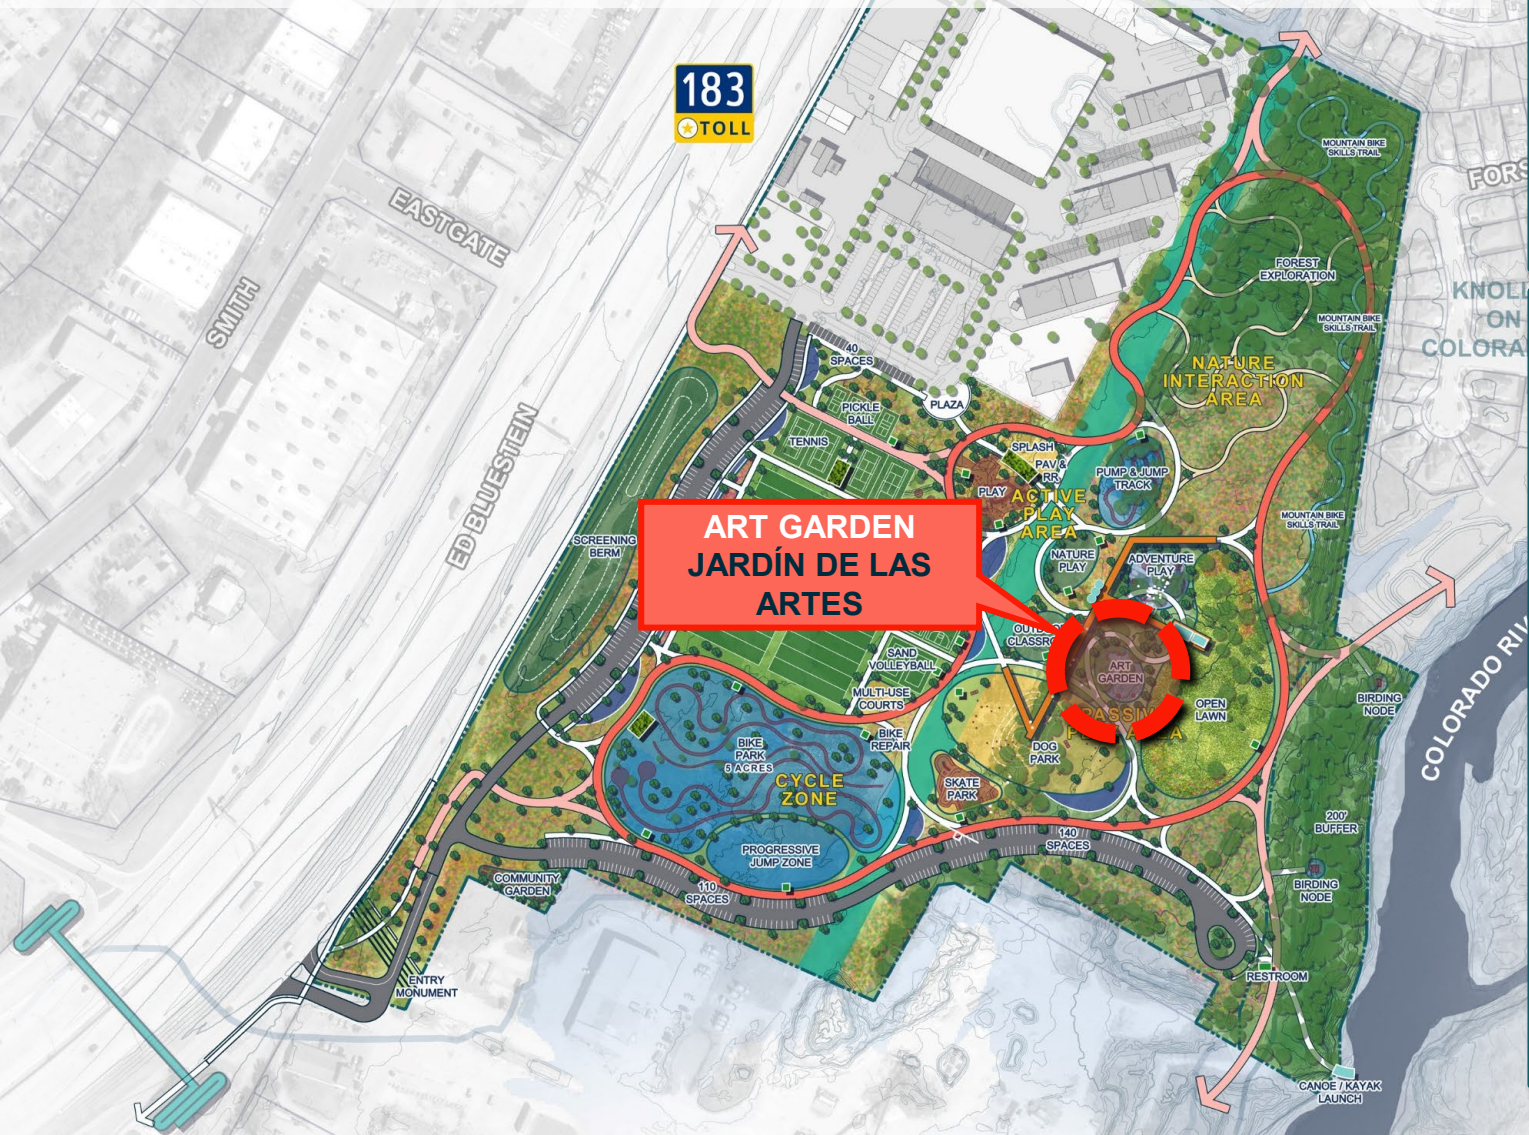 183
TOLL
EASTGATE
SMITH
ED BLUESTEIN
MOUNTAIN BIKE
SKILLS TRAIL
FOREST
EXPLORATION
MOUNTAIN BIKE
SKILLS TRAIL
KNOLL
ON
NATURE
INTERACTION
AREA
40
SPACES
PICKLE
BALL
PLAZA
TENNIS
SPLASH
PAV &
RR
PUMP & JUMP
TRACK
PLAY
ACTIVE
PLAY
AREA
MOUNTAIN BIKE
SKILLS TRAIL
ART GARDEN
JARDÍN DE LAS
ARTES
SCREENING
BERM
NATURE
PLAY
ADVENTURE
PLAY
SAND
VOLLEYBALL
MULTI-USE
COURTS
ART
GARDEN
OPEN
LAWN
BIRDING
NODE
COLORADO
BIKE
REPAIR
BIKE
PARK
5 ACRES
CYCLE
ZONE
DOG
PARK
SKATE
PARK
PROGRESSIVE
JUMP ZONE
140
SPACES
200'
BUFFER
COMMUNITY
GARDEN
110
SPACES
BIRDING
NODE
ENTRY
MONUMENT
RESTROOM
CANOE / KAYAK
LAUNCH